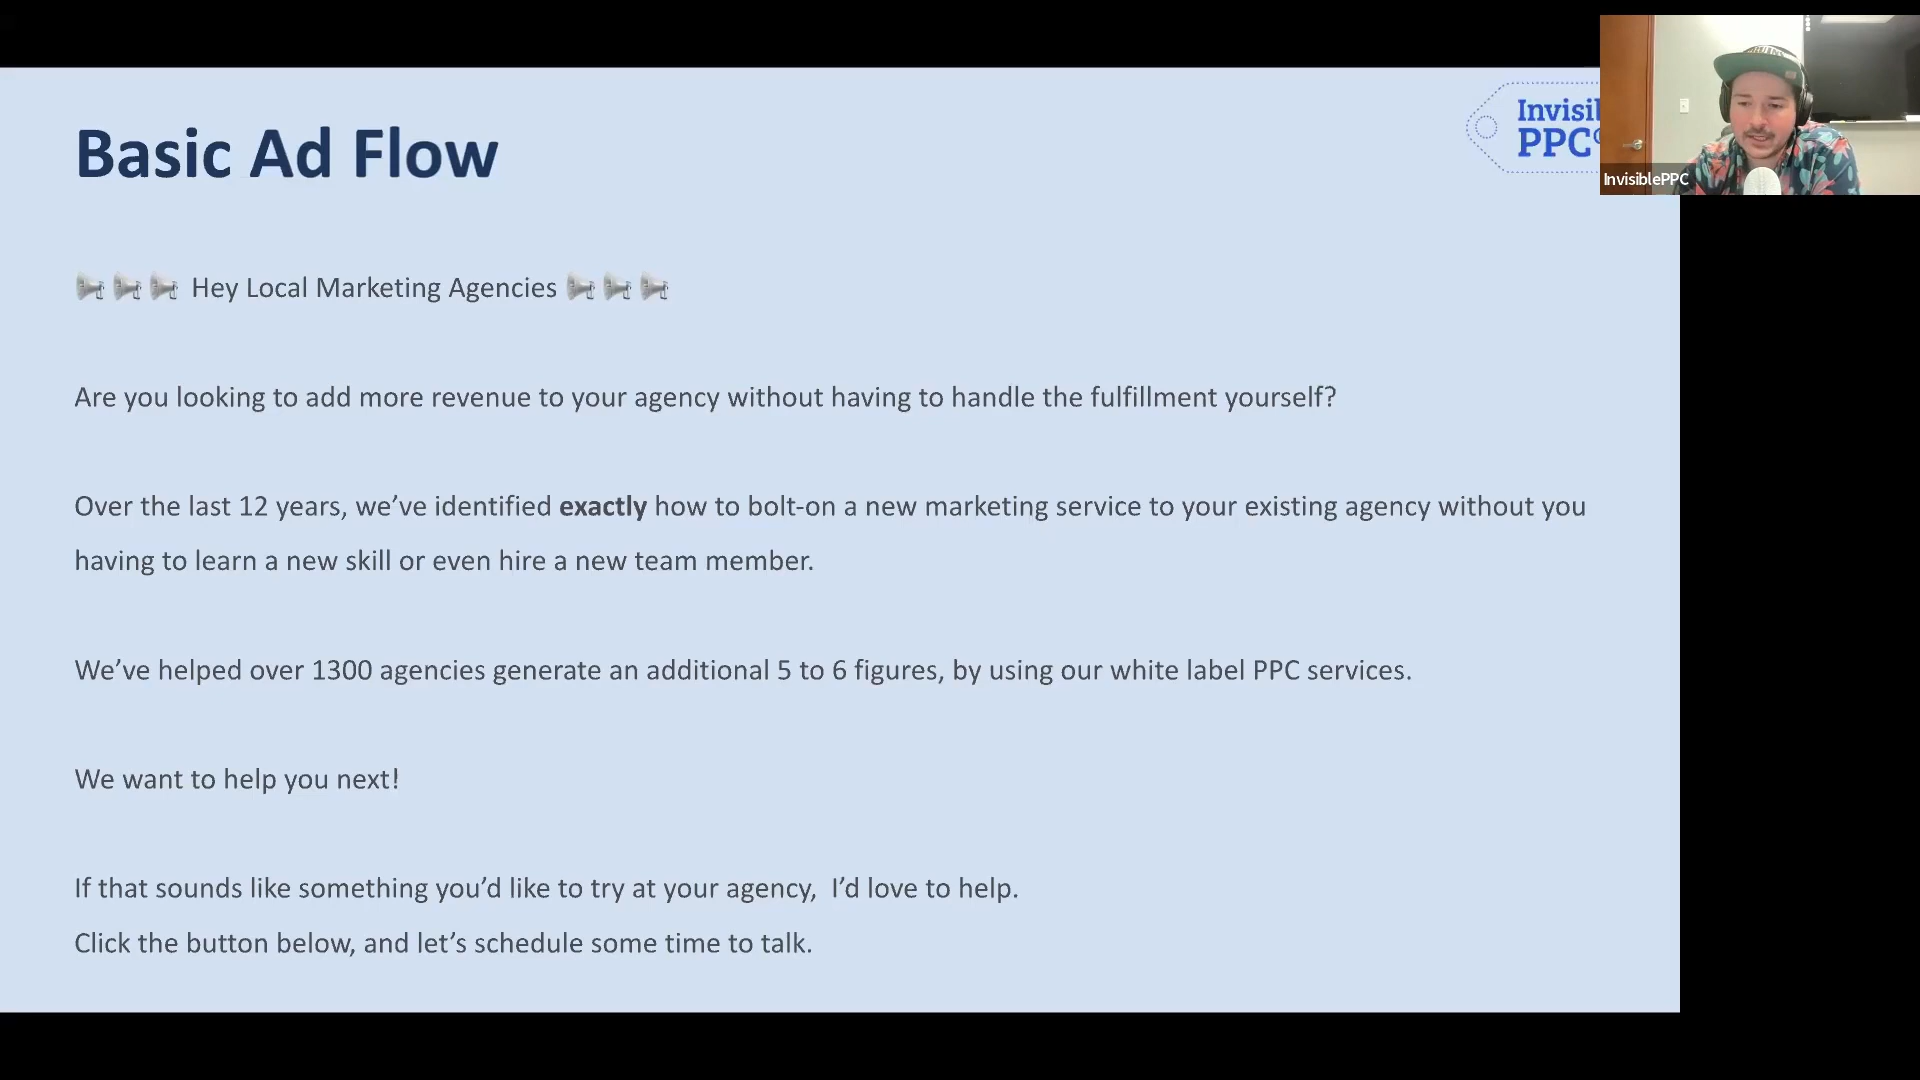 Basic Ad Flow
Invisi
PPC
InvisiblePPC
Hey Local Marketing Agencies
Are you looking to add more revenue to your agency without having to handle the fulfillment yourself?
Over the last 12 years, we’ve identified exactly how to bolt-on a new marketing service to your existing agency without you
having to learn a new skill or even hire a new team member.
We’ve helped over 1300 agencies generate an additional 5 to 6 figures, by using our white label PPC services.
We want to help you next!
If that sounds like something you’d like to try at your agency,  I’d love to help.
Click the button below, and let’s schedule some time to talk.